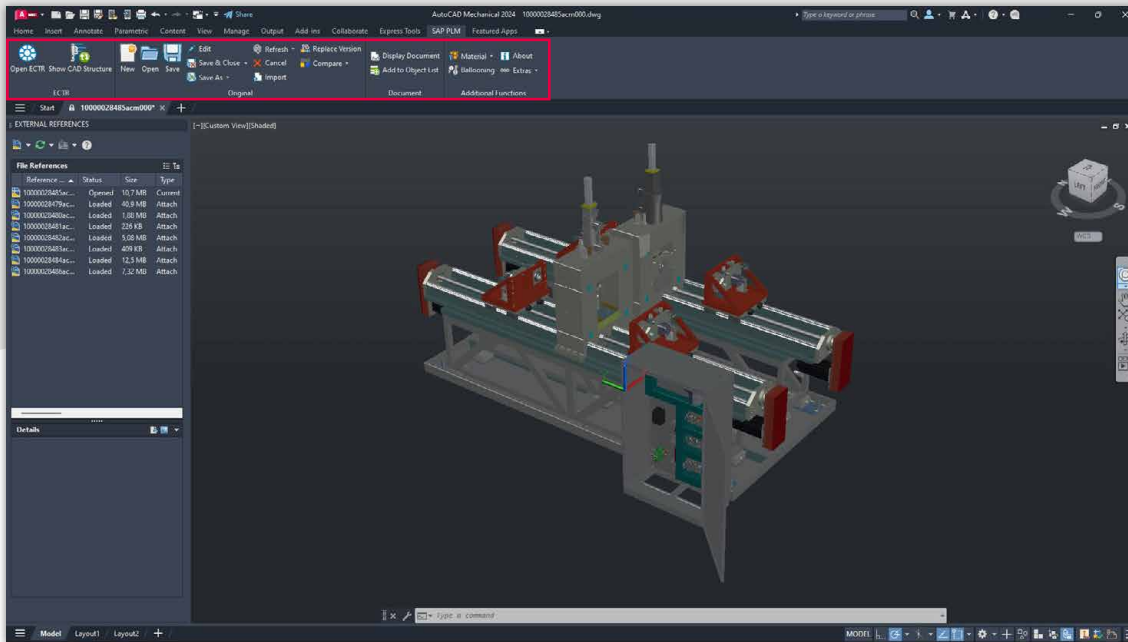 Share AutoCAD Mechanical 2024 10000028485acm000.dwg Type a keyword or phrase
Home Insert Annotate Parametric Content View Manage Output Add-ins Collaborate Express Tools SAP PLM Featured Apps
Open ECTR Show CAD Structure New Open Save Edit Refresh Replace Version Display Document Material About
Save & Close Cancel Compare Add to Object List Ballooning Extras
Save As Import
ECTR Original Document Additional Functions
Start 10000028485acm000*
EXTERNAL REFERENCES
[−][Custom View][Shaded]
File References
Reference ... Status Size Type
10000028485ac... Opened 10,7 MB Current
10000028479ac... Loaded 40,9 MB Attach
10000028480ac... Loaded 1,88 MB Attach
10000028481ac... Loaded 226 KB Attach
10000028482ac... Loaded 5,08 MB Attach
10000028483ac... Loaded 409 KB Attach
10000028484ac... Loaded 12,5 MB Attach
10000028486ac... Loaded 7,32 MB Attach
LEFT
W
S
Details
Type a command
Model Layout1 Layout2 MODEL